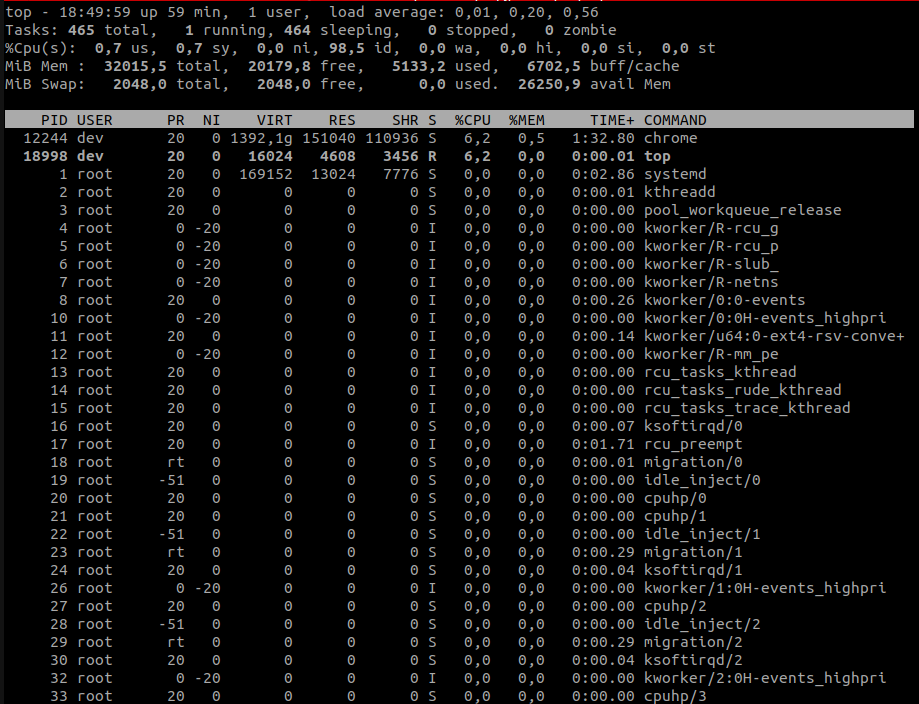 top - 18:49:59 up 59 min,  1 user,  load average: 0,01, 0,20, 0,56
Tasks: 465 total,   1 running, 464 sleeping,   0 stopped,   0 zombie
%Cpu(s):  0,7 us,  0,7 sy,  0,0 ni, 98,5 id,  0,0 wa,  0,0 hi,  0,0 si,  0,0 st
MiB Mem :  32015,5 total,  20179,8 free,   5133,2 used,   6702,5 buff/cache
MiB Swap:   2048,0 total,   2048,0 free,      0,0 used.  26250,9 avail Mem
PID USER      PR  NI    VIRT    RES    SHR S  %CPU  %MEM     TIME+ COMMAND
12244 dev       20   0 1392,1g 151040 110936 S   6,2   0,5   1:32.80 chrome
18998 dev       20   0   16024   4608   3456 R   6,2   0,0   0:00.01 top
1 root      20   0  169152  13024   7776 S   0,0   0,0   0:02.86 systemd
2 root      20   0       0      0      0 S   0,0   0,0   0:00.01 kthreadd
3 root      20   0       0      0      0 S   0,0   0,0   0:00.00 pool_workqueue_release
4 root       0 -20       0      0      0 I   0,0   0,0   0:00.00 kworker/R-rcu_g
5 root       0 -20       0      0      0 I   0,0   0,0   0:00.00 kworker/R-rcu_p
6 root       0 -20       0      0      0 I   0,0   0,0   0:00.00 kworker/R-slub_
7 root       0 -20       0      0      0 I   0,0   0,0   0:00.00 kworker/R-netns
8 root      20   0       0      0      0 I   0,0   0,0   0:00.26 kworker/0:0-events
10 root       0 -20       0      0      0 I   0,0   0,0   0:00.00 kworker/0:0H-events_highpri
11 root      20   0       0      0      0 I   0,0   0,0   0:00.14 kworker/u64:0-ext4-rsv-conve+
12 root       0 -20       0      0      0 I   0,0   0,0   0:00.00 kworker/R-mm_pe
13 root      20   0       0      0      0 I   0,0   0,0   0:00.00 rcu_tasks_kthread
14 root      20   0       0      0      0 I   0,0   0,0   0:00.00 rcu_tasks_rude_kthread
15 root      20   0       0      0      0 I   0,0   0,0   0:00.00 rcu_tasks_trace_kthread
16 root      20   0       0      0      0 S   0,0   0,0   0:00.07 ksoftirqd/0
17 root      20   0       0      0      0 I   0,0   0,0   0:01.71 rcu_preempt
18 root      rt   0       0      0      0 S   0,0   0,0   0:00.01 migration/0
19 root     -51   0       0      0      0 S   0,0   0,0   0:00.00 idle_inject/0
20 root      20   0       0      0      0 S   0,0   0,0   0:00.00 cpuhp/0
21 root      20   0       0      0      0 S   0,0   0,0   0:00.00 cpuhp/1
22 root     -51   0       0      0      0 S   0,0   0,0   0:00.00 idle_inject/1
23 root      rt   0       0      0      0 S   0,0   0,0   0:00.29 migration/1
24 root      20   0       0      0      0 S   0,0   0,0   0:00.04 ksoftirqd/1
26 root       0 -20       0      0      0 I   0,0   0,0   0:00.00 kworker/1:0H-events_highpri
27 root      20   0       0      0      0 S   0,0   0,0   0:00.00 cpuhp/2
28 root     -51   0       0      0      0 S   0,0   0,0   0:00.00 idle_inject/2
29 root      rt   0       0      0      0 S   0,0   0,0   0:00.29 migration/2
30 root      20   0       0      0      0 S   0,0   0,0   0:00.04 ksoftirqd/2
32 root       0 -20       0      0      0 I   0,0   0,0   0:00.00 kworker/2:0H-events_highpri
33 root      20   0       0      0      0 S   0,0   0,0   0:00.00 cpuhp/3